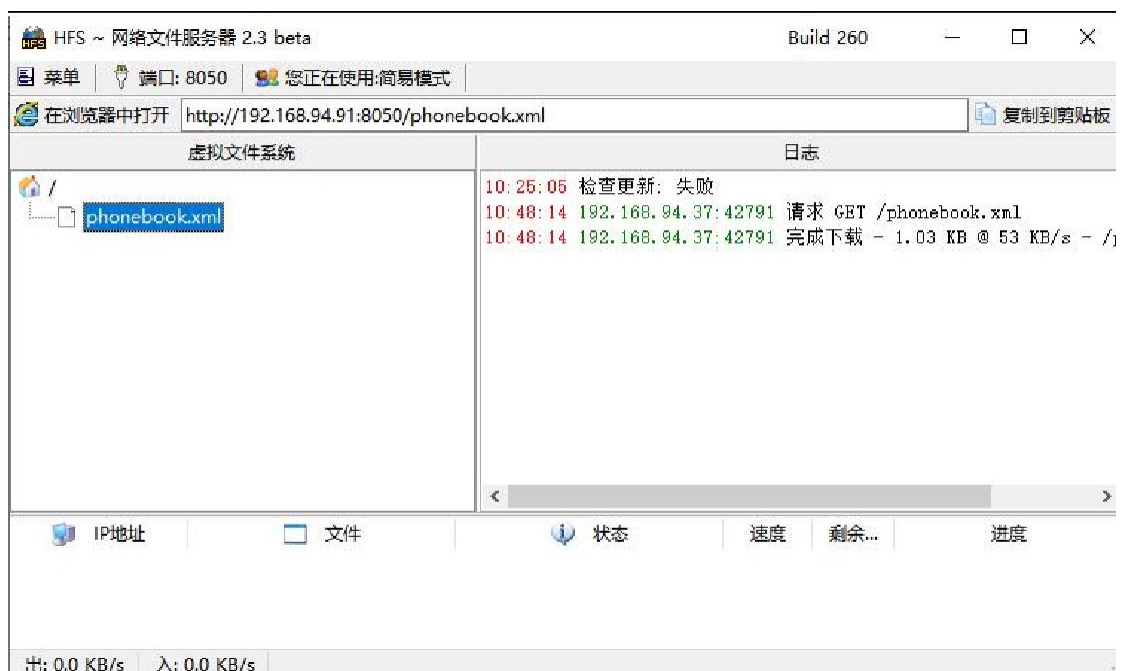 HFS ~ 网络文件服务器 2.3 beta Build 260
菜单 端口: 8050 您正在使用:简易模式
在浏览器中打开 http://192.168.94.91:8050/phonebook.xml 复制到剪贴板
虚拟文件系统 日志
/
phonebook.xml
10:25:05 检查更新: 失败
10:48:14 192.168.94.37:42791 请求 GET /phonebook.xml
10:48:14 192.168.94.37:42791 完成下载 - 1.03 KB @ 53 KB/s - /
IP地址 文件 状态 速度 剩余... 进度
出: 0.0 KB/s 入: 0.0 KB/s